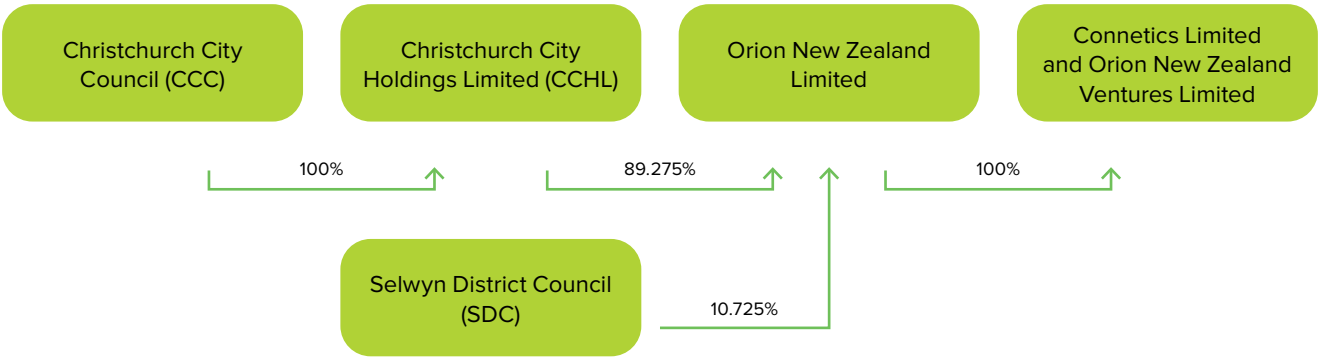 Christchurch City
Council (CCC)
Christchurch City
Holdings Limited (CCHL)
Orion New Zealand
Limited
Connetics Limited
and Orion New Zealand
Ventures Limited
100%
89.275%
100%
Selwyn District Council
(SDC)
10.725%